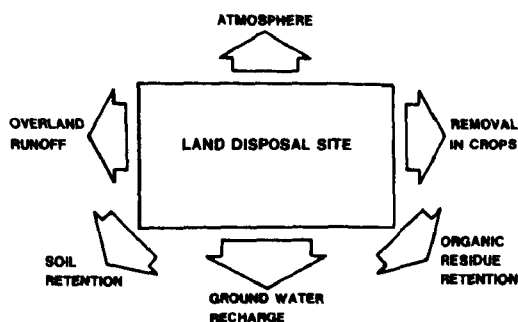 ATMOSPHERE
OVERLAND
RUNOFF
LAND DISPOSAL SITE
REMOVAL
IN CROPS
SOIL
RETENTION
GROUND WATER
RECHARGE
ORGANIC
RESIDUE
RETENTION